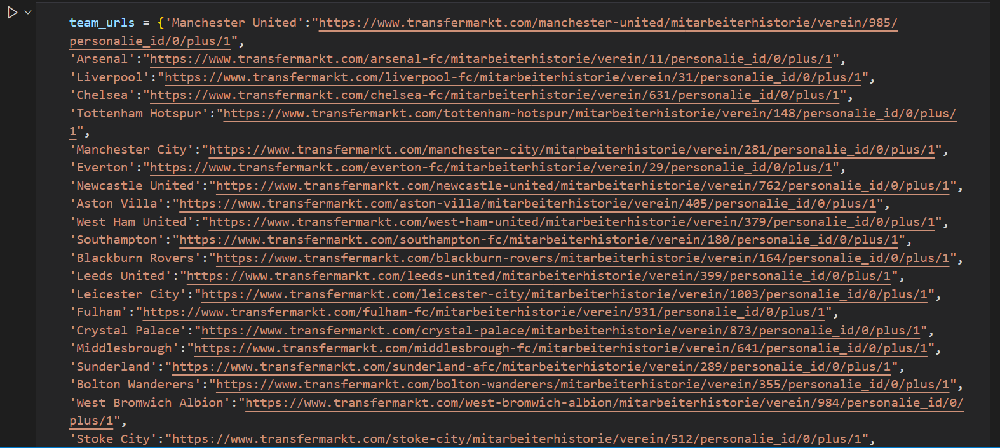 team_urls = {'Manchester United':"https://www.transfermarkt.com/manchester-united/mitarbeiterhistorie/verein/985/
personalie_id/0/plus/1",
'Arsenal':"https://www.transfermarkt.com/arsenal-fc/mitarbeiterhistorie/verein/11/personalie_id/0/plus/1",
'Liverpool':"https://www.transfermarkt.com/liverpool-fc/mitarbeiterhistorie/verein/31/personalie_id/0/plus/1",
'Chelsea':"https://www.transfermarkt.com/chelsea-fc/mitarbeiterhistorie/verein/631/personalie_id/0/plus/1",
'Tottenham Hotspur':"https://www.transfermarkt.com/tottenham-hotspur/mitarbeiterhistorie/verein/148/personalie_id/0/plus/
1",
'Manchester City':"https://www.transfermarkt.com/manchester-city/mitarbeiterhistorie/verein/281/personalie_id/0/plus/1",
'Everton':"https://www.transfermarkt.com/everton-fc/mitarbeiterhistorie/verein/29/personalie_id/0/plus/1",
'Newcastle United':"https://www.transfermarkt.com/newcastle-united/mitarbeiterhistorie/verein/762/personalie_id/0/plus/1",
'Aston Villa':"https://www.transfermarkt.com/aston-villa/mitarbeiterhistorie/verein/405/personalie_id/0/plus/1",
'West Ham United':"https://www.transfermarkt.com/west-ham-united/mitarbeiterhistorie/verein/379/personalie_id/0/plus/1",
'Southampton':"https://www.transfermarkt.com/southampton-fc/mitarbeiterhistorie/verein/180/personalie_id/0/plus/1",
'Blackburn Rovers':"https://www.transfermarkt.com/blackburn-rovers/mitarbeiterhistorie/verein/164/personalie_id/0/plus/1",
'Leeds United':"https://www.transfermarkt.com/leeds-united/mitarbeiterhistorie/verein/399/personalie_id/0/plus/1",
'Leicester City':"https://www.transfermarkt.com/leicester-city/mitarbeiterhistorie/verein/1003/personalie_id/0/plus/1",
'Fulham':"https://www.transfermarkt.com/fulham-fc/mitarbeiterhistorie/verein/931/personalie_id/0/plus/1",
'Crystal Palace':"https://www.transfermarkt.com/crystal-palace/mitarbeiterhistorie/verein/873/personalie_id/0/plus/1",
'Middlesbrough':"https://www.transfermarkt.com/middlesbrough-fc/mitarbeiterhistorie/verein/641/personalie_id/0/plus/1",
'Sunderland':"https://www.transfermarkt.com/sunderland-afc/mitarbeiterhistorie/verein/289/personalie_id/0/plus/1",
'Bolton Wanderers':"https://www.transfermarkt.com/bolton-wanderers/mitarbeiterhistorie/verein/355/personalie_id/0/plus/1",
'West Bromwich Albion':"https://www.transfermarkt.com/west-bromwich-albion/mitarbeiterhistorie/verein/984/personalie_id/0/
plus/1",
'Stoke City':"https://www.transfermarkt.com/stoke-city/mitarbeiterhistorie/verein/512/personalie_id/0/plus/1",